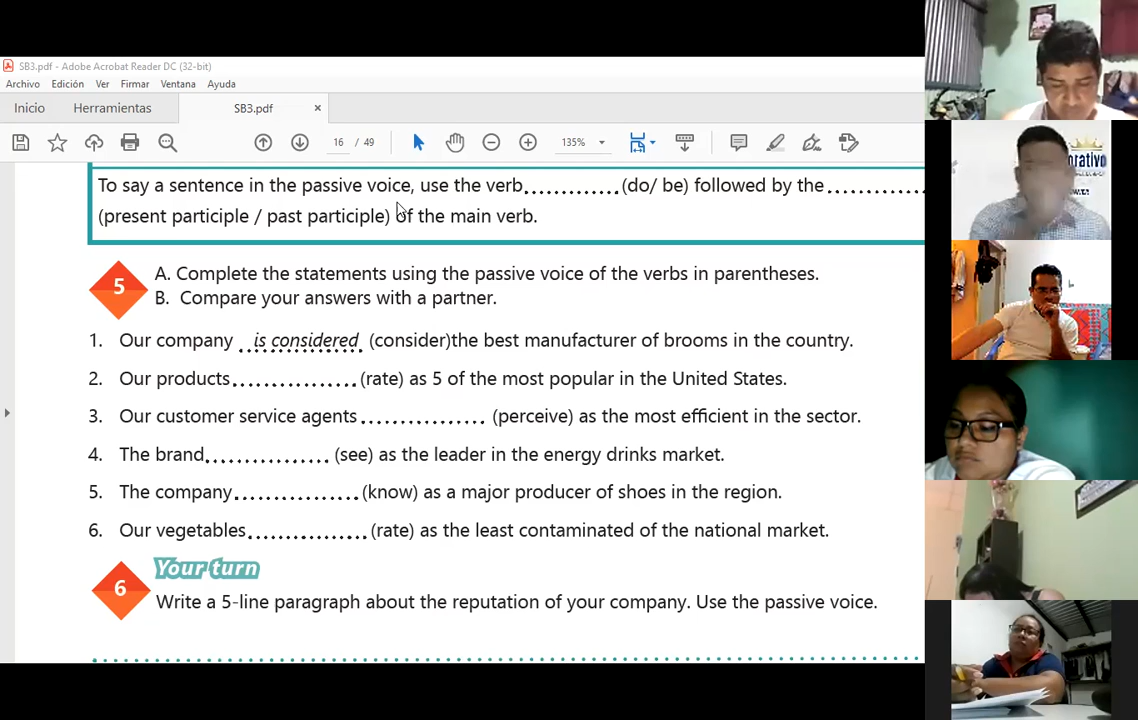 SB3.pdf - Adobe Acrobat Reader DC (32-bit)
Archivo Edición Ver Firmar Ventana Ayuda
Inicio Herramientas SB3.pdf ×
16 / 49 135%
To say a sentence in the passive voice, use the verb............(do/ be) followed by the ............
(present participle / past participle) of the main verb.
5
A. Complete the statements using the passive voice of the verbs in parentheses.
B. Compare your answers with a partner.
1. Our company is considered (consider)the best manufacturer of brooms in the country.
2. Our products................(rate) as 5 of the most popular in the United States.
3. Our customer service agents ................ (perceive) as the most efficient in the sector.
4. The brand................ (see) as the leader in the energy drinks market.
5. The company................(know) as a major producer of shoes in the region.
6. Our vegetables................(rate) as the least contaminated of the national market.
6
Your turn
Write a 5-line paragraph about the reputation of your company. Use the passive voice.
orativo